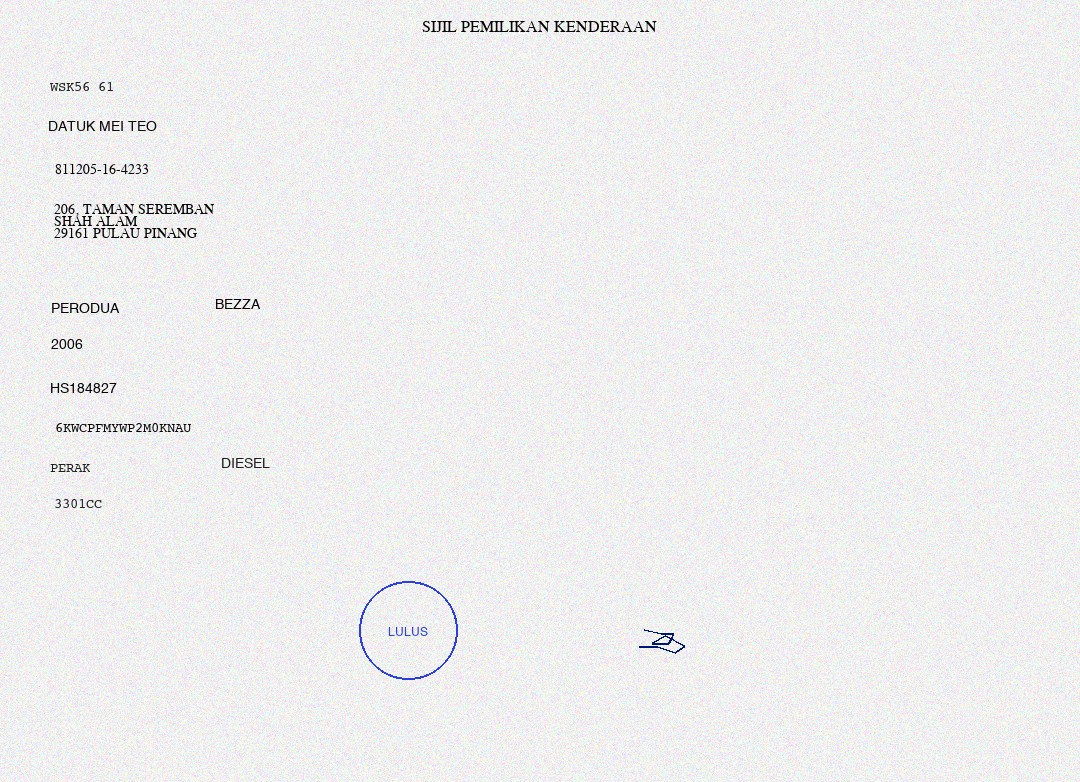 SIJIL PEMILIKAN KENDERAAN
WSK56 61
DATUK MEI TEO
811205-16-4233
206, TAMAN SEREMBAN
SHAH ALAM
29161 PULAU PINANG
PERODUA BEZZA
2006
HS184827
6KWCPFMYWP2M0KNAU
PERAK DIESEL
3301CC
LULUS